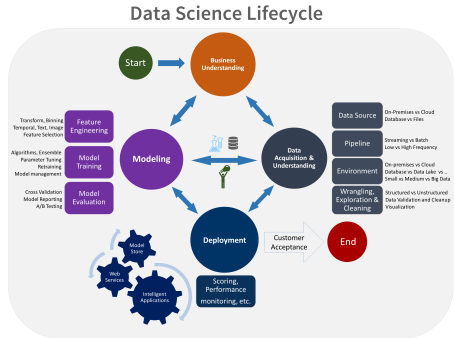 Data Science Lifecycle
Start
Business
Understanding
Transform, Binning
Temporal, Text, Image
Feature Selection
Feature
Engineering
Algorithms, Ensemble
Parameter Tuning
Retraining
Model management
Model
Training
Cross Validation
Model Reporting
A/B Testing
Model
Evaluation
Modeling
Data
Acquisition &
Understanding
Data Source
On-Premises vs Cloud
Database vs Files
Pipeline
Streaming vs Batch
Low vs High Frequency
Environment
On-premises vs Cloud
Database vs Data Lake vs ..
Small vs Medium vs Big Data
Wrangling,
Exploration &
Cleaning
Structured vs Unstructured
Data Validation and Cleanup
Visualization
Deployment
Customer
Acceptance
End
Scoring,
Performance
monitoring, etc.
Model
Store
Web
Services
Intelligent
Applications